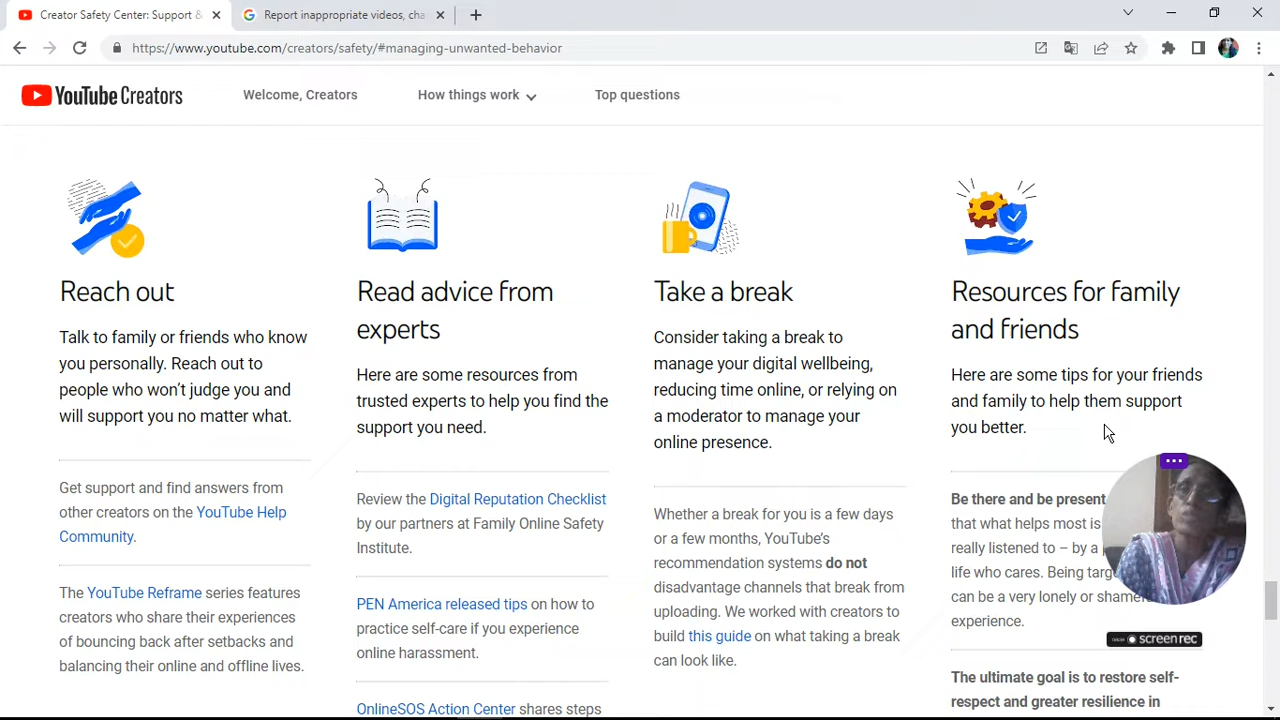 Creator Safety Center: Support &
Report inappropriate videos, cha
https://www.youtube.com/creators/safety/#managing-unwanted-behavior
YouTube Creators
Welcome, Creators
How things work
Top questions
Reach out
Talk to family or friends who know
you personally. Reach out to
people who won't judge you and
will support you no matter what.
Get support and find answers from
other creators on the YouTube Help
Community.
The YouTube Reframe series features
creators who share their experiences
of bouncing back after setbacks and
balancing their online and offline lives.
Read advice from
experts
Here are some resources from
trusted experts to help you find the
support you need.
Review the Digital Reputation Checklist
by our partners at Family Online Safety
Institute.
PEN America released tips on how to
practice self-care if you experience
online harassment.
OnlineSOS Action Center shares steps
Take a break
Consider taking a break to
manage your digital wellbeing,
reducing time online, or relying on
a moderator to manage your
online presence.
Whether a break for you is a few days
or a few months, YouTube's
recommendation systems do not
disadvantage channels that break from
uploading. We worked with creators to
build this guide on what taking a break
can look like.
Resources for family
and friends
Here are some tips for your friends
and family to help them support
you better.
Be there and be present
that what helps most is
really listened to – by a
life who cares. Being
can be a very lonely or
experience.
The ultimate goal is to restore self-
respect and greater resilience in
screenrec